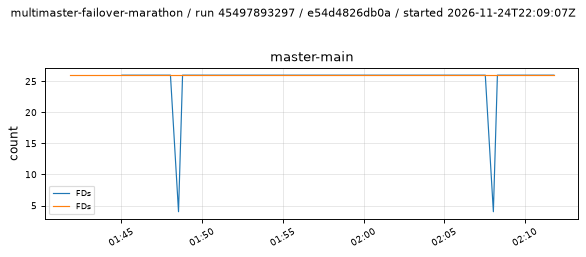 multimaster-failover-marathon / run 45497893297 / e54d4826db0a / started 2026-11-24T22:09:07Z
master-main
count
25
20
15
10
5
FDs
FDs
01:45
01:50
01:55
02:00
02:05
02:10